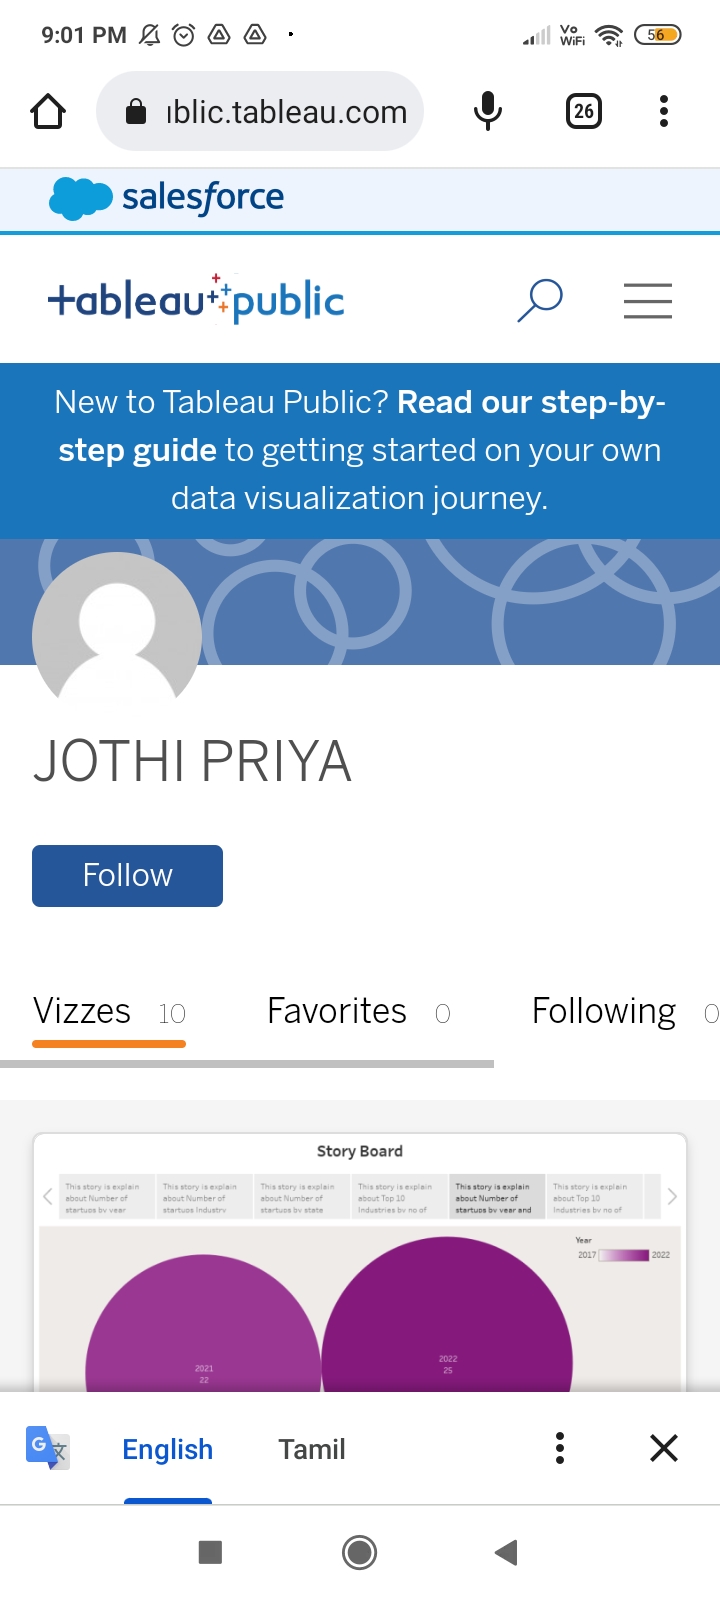 9:01 PM
Vo WiFi
56
ıblic.tableau.com
26
salesforce
+ableau+public
New to Tableau Public? Read our step-by-
step guide to getting started on your own
data visualization journey.
JOTHI PRIYA
Follow
Vizzes 10 Favorites 0 Following 0
Story Board
This story is explain This story is explain This story is explain This story is explain This story is explain This story is explain
about Number of about Number of about Number of about Top 10 about Number of about Top 10
startups by year startups Industry startups by state Industries by no of startups by year and Industries by no of
Year
2017 2022
2021
22
2022
25
G 文
English Tamil